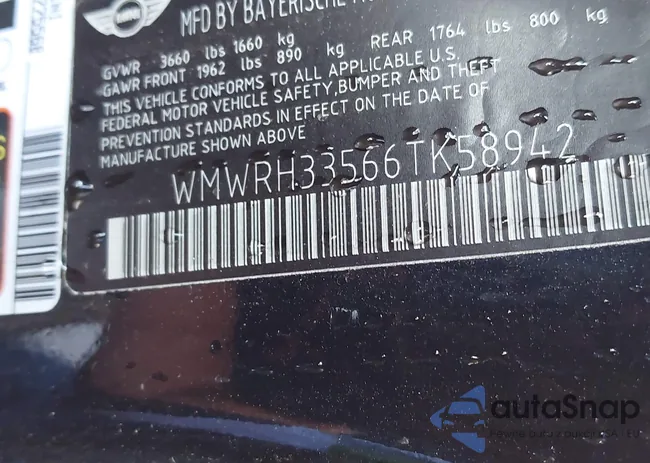 MFD BY BAYERISCHE
GVWR 3660 lbs 1660 kg
GAWR FRONT 1962 lbs 890 kg REAR 1764 lbs 800 kg
THIS VEHICLE CONFORMS TO ALL APPLICABLE U.S.
FEDERAL MOTOR VEHICLE SAFETY,BUMPER AND THEFT
PREVENTION STANDARDS IN EFFECT ON THE DATE OF
MANUFACTURE SHOWN ABOVE
WMWRH33566TK58942
autaSnap